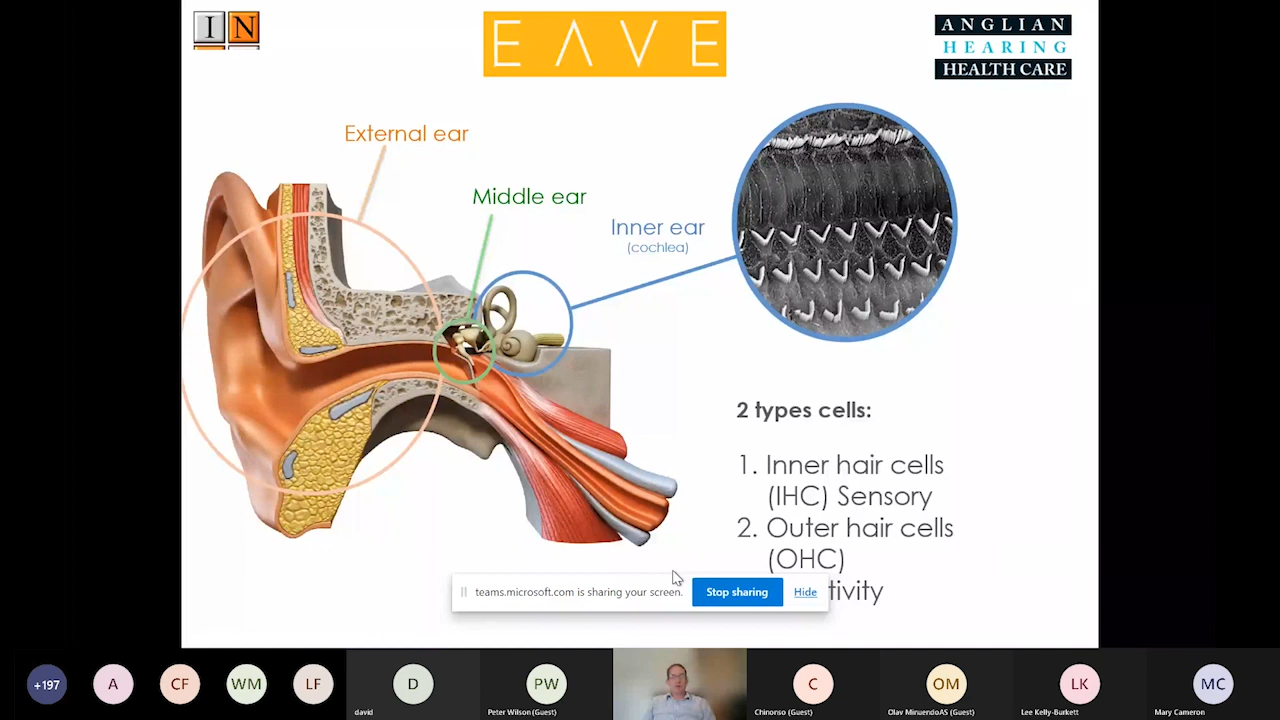 IN
EAVE
ANGLIAN
HEARING
HEALTH CARE
External ear
Middle ear
Inner ear
(cochlea)
2 types cells:
1. Inner hair cells
(IHC) Sensory
2. Outer hair cells
(OHC)
tivity
teams.microsoft.com is sharing your screen.
Stop sharing
Hide
+197
A
CF
WM
LF
D
PW
C
OM
LK
MC
david
Peter Wilson (Guest)
Chinonso (Guest)
Olav MinuendoAS (Guest)
Lee Kelly-Burkett
Mary Cameron